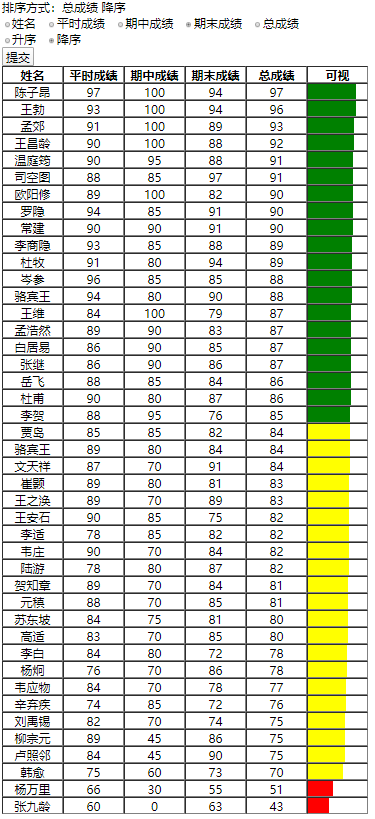 排序方式：总成绩 降序
姓名 平时成绩 期中成绩 期末成绩 总成绩
升序 降序
提交
姓名 平时成绩 期中成绩 期末成绩 总成绩 可视
陈子昂 97 100 94 97
王勃 93 100 94 96
孟郊 91 100 89 93
王昌龄 90 100 88 92
温庭筠 90 95 88 91
司空图 88 85 97 91
欧阳修 89 100 82 90
罗隐 94 85 91 90
常建 90 90 91 90
李商隐 93 85 88 89
杜牧 91 80 94 89
岑参 96 85 85 88
骆宾王 94 80 90 88
王维 84 100 79 87
孟浩然 89 90 83 87
白居易 86 90 85 87
张继 86 90 86 87
岳飞 88 85 84 86
杜甫 90 80 87 86
李贺 88 95 76 85
贾岛 85 85 82 84
骆宾王 89 80 84 84
文天祥 87 70 91 84
崔颢 89 80 81 83
王之涣 89 70 89 83
王安石 90 85 75 82
李适 78 85 82 82
韦庄 90 70 84 82
陆游 78 80 87 82
贺知章 89 70 84 81
元稹 88 70 85 81
苏东坡 84 75 81 80
高适 83 70 85 80
李白 84 80 72 78
杨炯 76 70 86 78
韦应物 84 70 78 77
辛弃疾 74 85 72 76
刘禹锡 82 70 74 75
柳宗元 89 45 86 75
卢照邻 84 45 90 75
韩愈 75 60 73 70
杨万里 66 30 55 51
张九龄 60 0 63 43